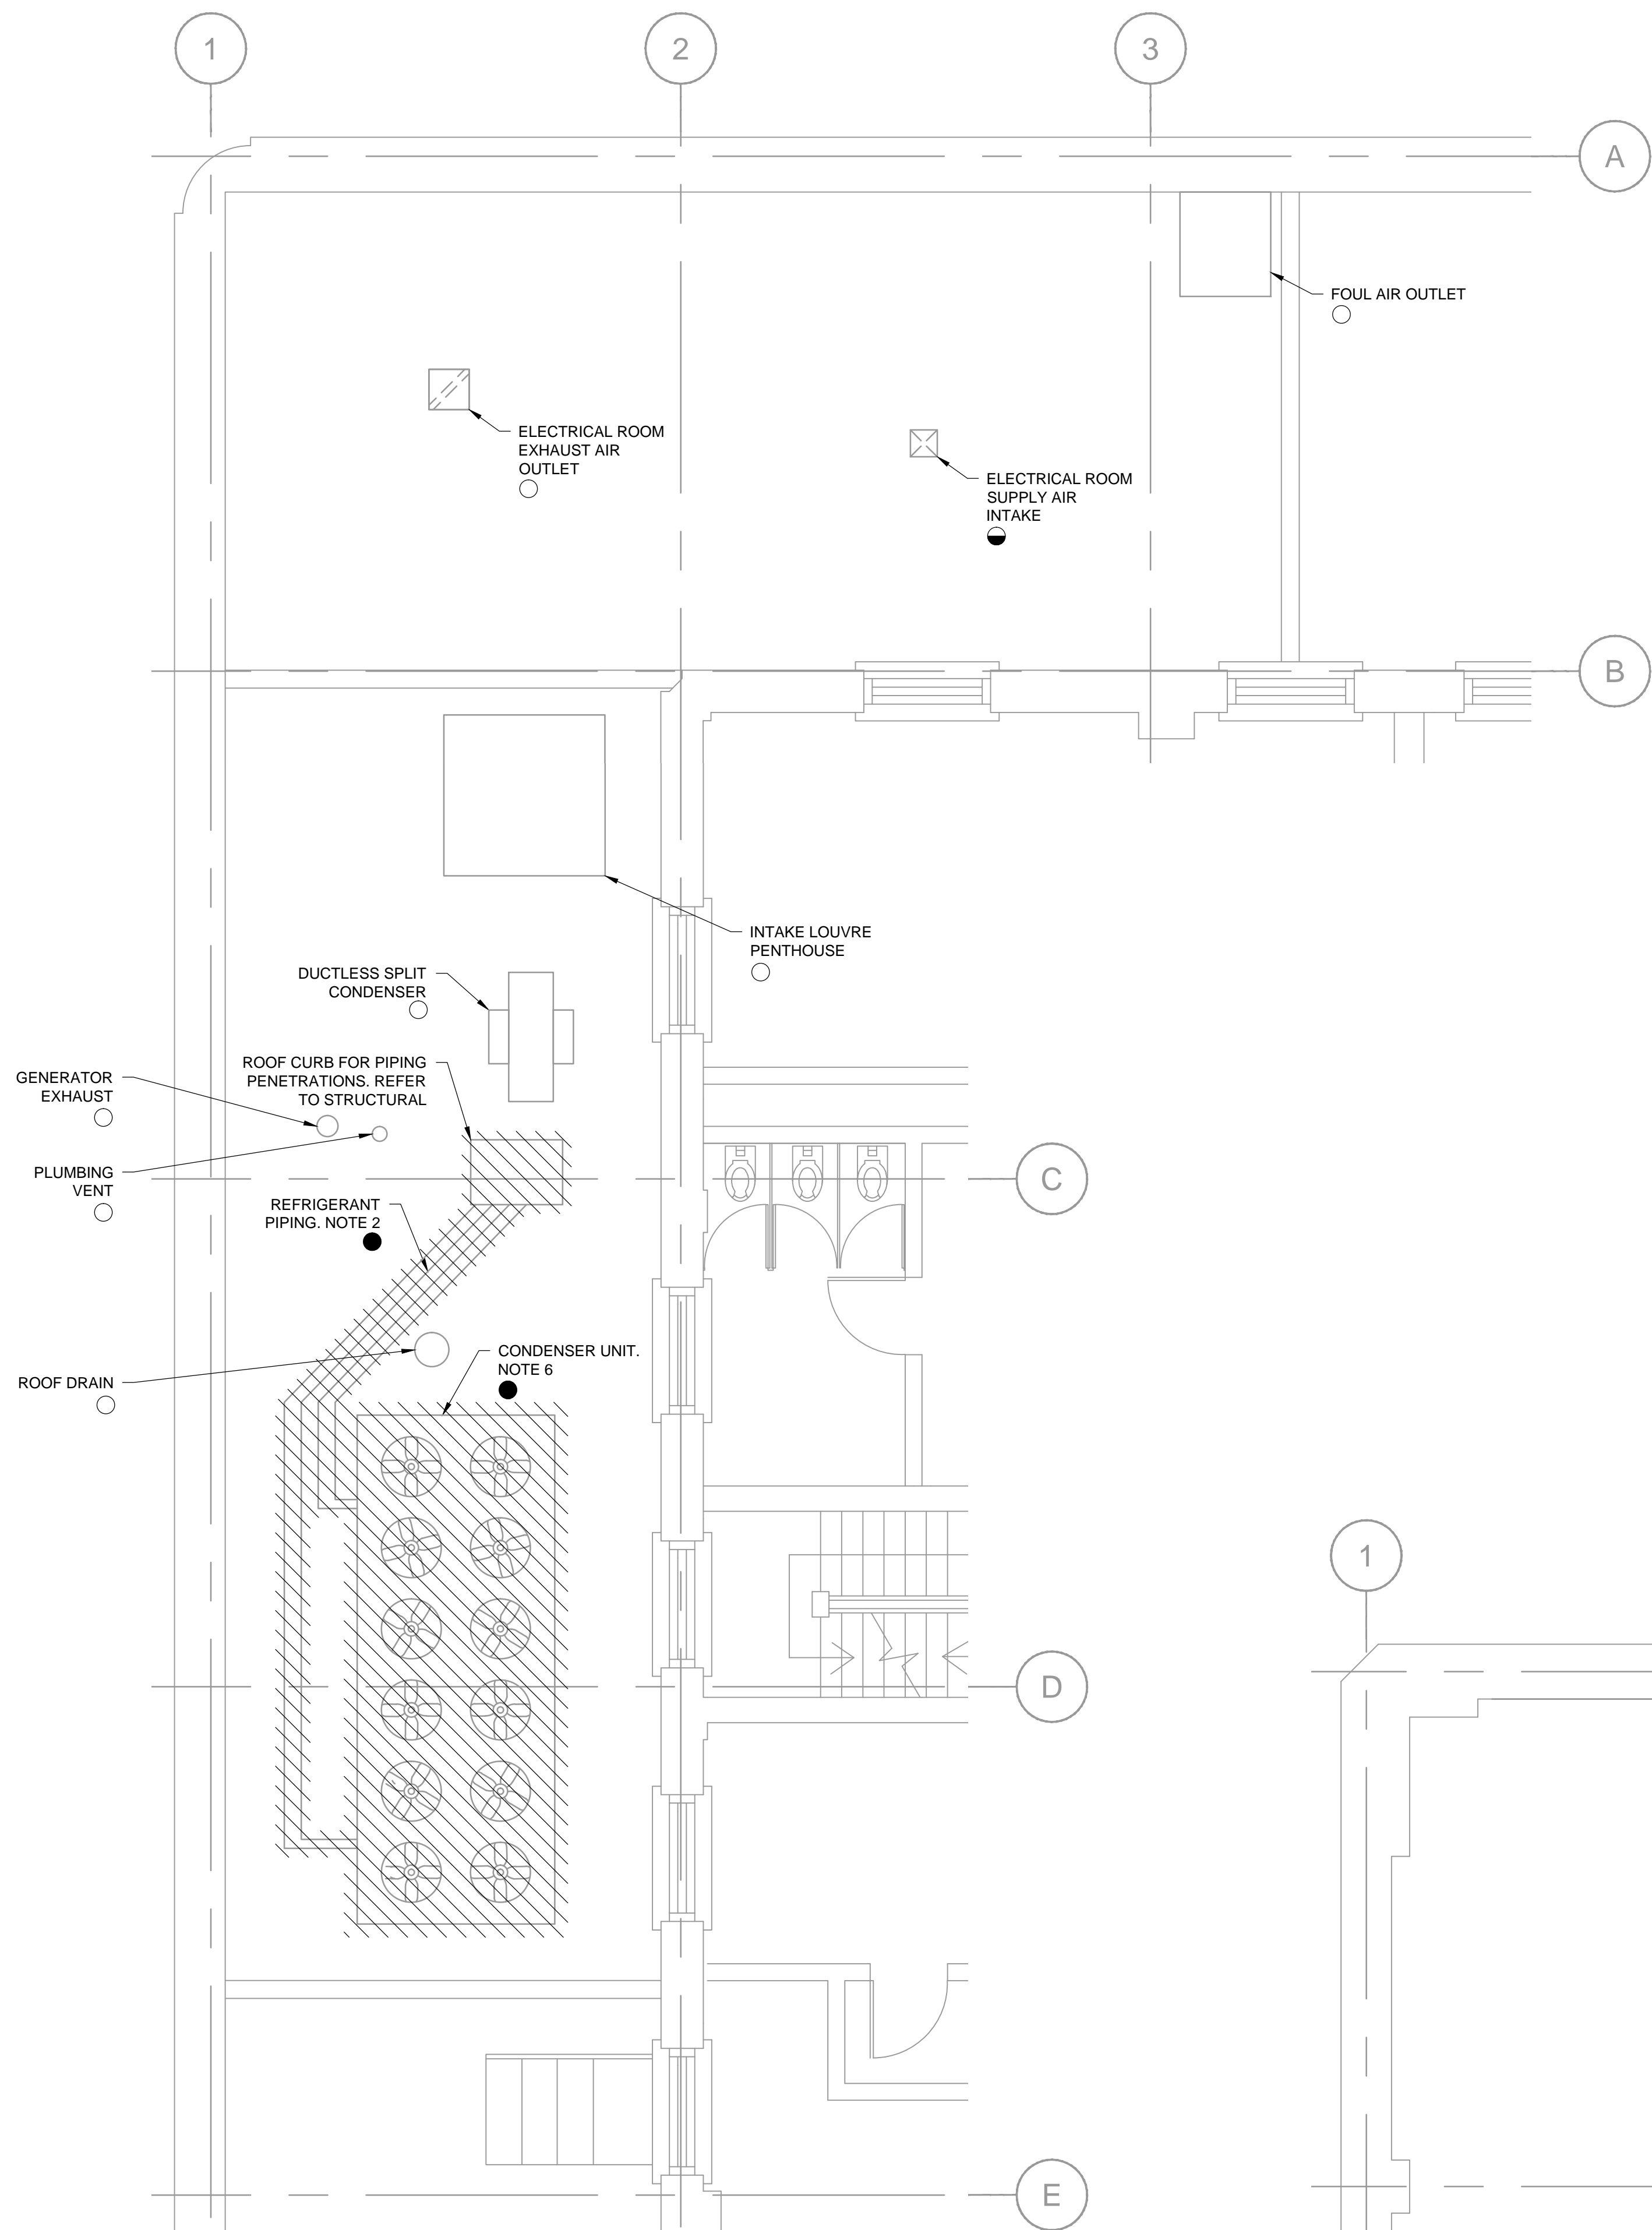 1
2
3
A
FOUL AIR OUTLET
ELECTRICAL ROOM
EXHAUST AIR
OUTLET
ELECTRICAL ROOM
SUPPLY AIR
INTAKE
B
INTAKE LOUVRE
PENTHOUSE
DUCTLESS SPLIT
CONDENSER
ROOF CURB FOR PIPING
PENETRATIONS. REFER
TO STRUCTURAL
GENERATOR
EXHAUST
PLUMBING
VENT
C
REFRIGERANT
PIPING. NOTE 2
CONDENSER UNIT.
NOTE 6
ROOF DRAIN
1
D
E